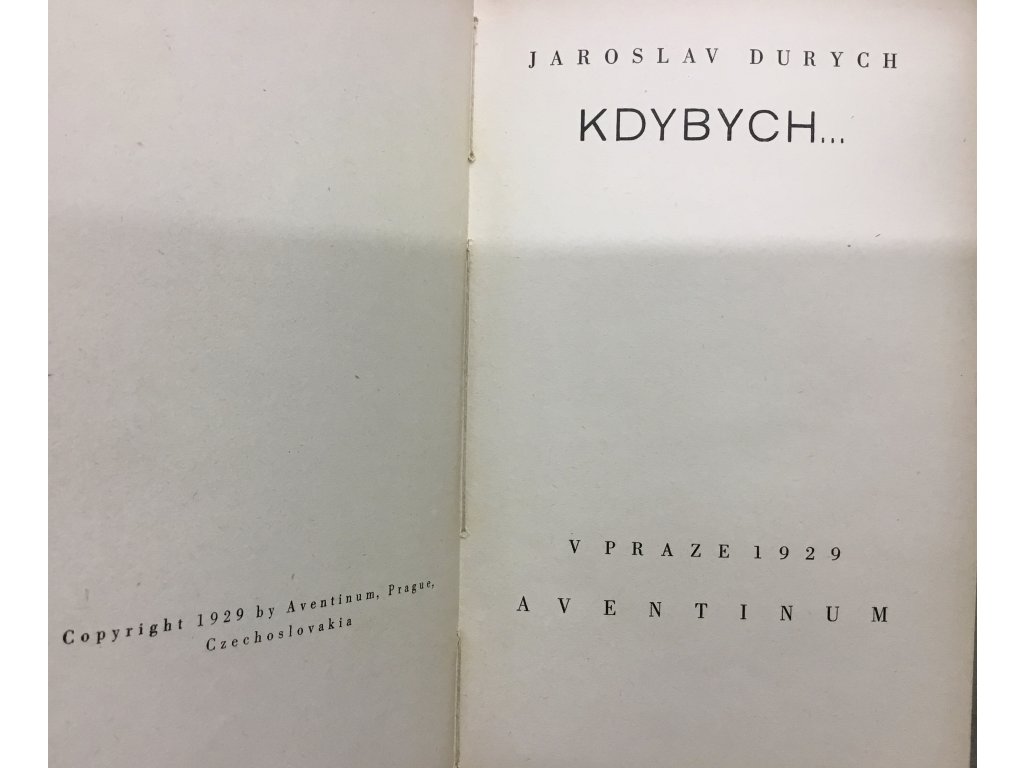 Copyright 1929 by Aventinum, Prague,
Czechoslovakia
JAROSLAV DURYCH
KDYBYCH...
V PRAZE 1929
AVENTINUM